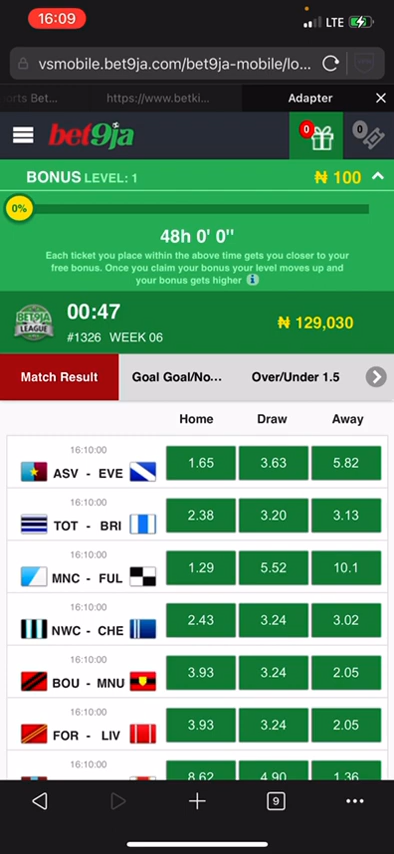 16:09
LTE
vsmobile.bet9ja.com/bet9ja-mobile/lo...
VPN
orts Bet...
https://www.betki...
Adapter
bet9ja
0
0
BONUS LEVEL: 1
₦ 100
0%
48h 0' 0"
Each ticket you place within the above time gets you closer to your
free bonus. Once you claim your bonus your level moves up and
your bonus gets higher i
BET9JA
LEAGUE
00:47
#1326 WEEK 06
₦ 129,030
Match Result
Goal Goal/No...
Over/Under 1.5
Home Draw Away
16:10:00
ASV - EVE 1.65 3.63 5.82
16:10:00
TOT - BRI 2.38 3.20 3.13
16:10:00
MNC - FUL 1.29 5.52 10.1
16:10:00
NWC - CHE 2.43 3.24 3.02
16:10:00
BOU - MNU 3.93 3.24 2.05
16:10:00
FOR - LIV 3.93 3.24 2.05
16:10:00
8.62 4.90 1.36
9